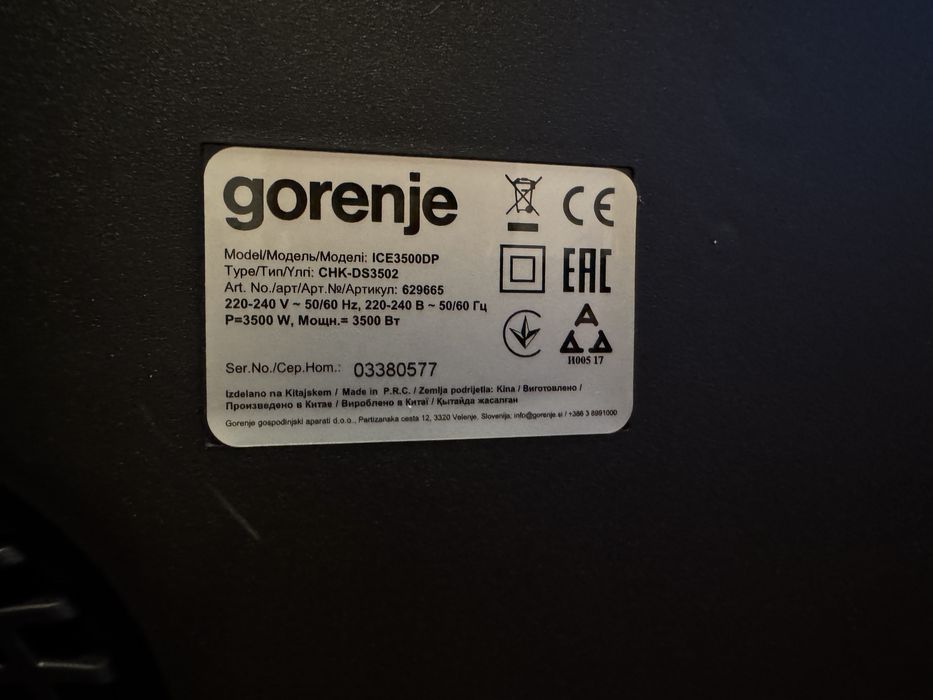 gorenje
CE
Model/Модель/Моделі: ICE3500DP
Type/Тип/Үлгі: CHK-DS3502
EAC
Art. No./арт/Арт.№/Артикул: 629665
220-240 V ~ 50/60 Hz, 220-240 В ~ 50/60 Гц
P=3500 W, Мощн.= 3500 Вт
И005 17
Ser.No./Сер.Ном.: 03380577
Izdelano na Kitajskem / Made in P.R.C. / Zemlja podrijetla: Kina / Виготовлено /
Произведено в Китае / Вироблено в Китаї / Қытайда жасалған
Gorenje gospodinjski aparati d.o.o., Partizanska cesta 12, 3320 Velenje, Slovenija; info@gorenje.si / +386 3 8991000